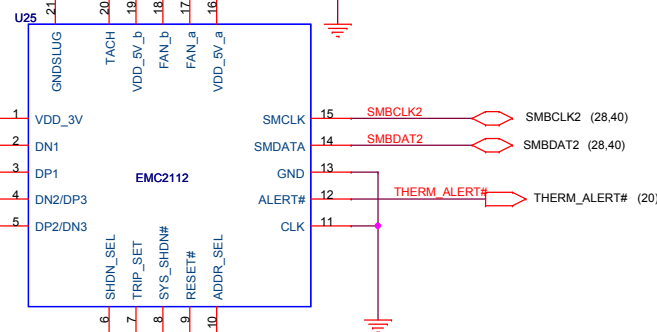 U25
21 20 19 18 17 16
GNDSLUG TACH VDD_5V_b FAN_b FAN_a VDD_5V_a
1 VDD_3V SMCLK 15 SMBCLK2 SMBCLK2 (28,40)
2 DN1 SMDATA 14 SMBDAT2 SMBDAT2 (28,40)
3 DP1 EMC2112 GND 13
4 DN2/DP3 ALERT# 12 THERM_ALERT# THERM_ALERT# (20)
5 DP2/DN3 CLK 11
SHDN_SEL TRIP_SET SYS_SHDN# RESET# ADDR_SEL
6 7 8 9 10